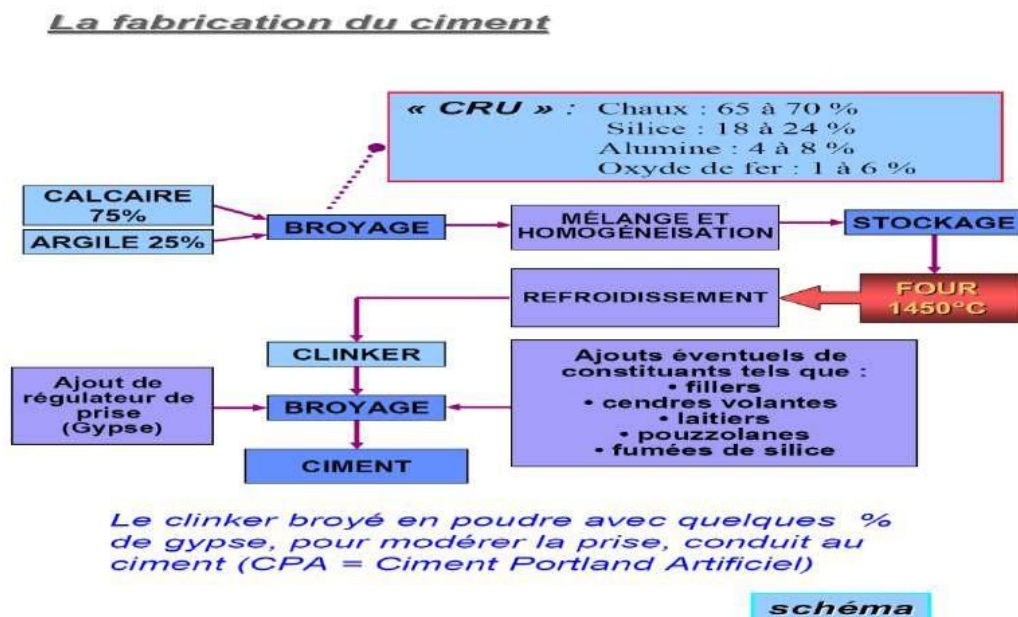 La fabrication du ciment
« CRU » : Chaux : 65 à 70 %
Silice : 18 à 24 %
Alumine : 4 à 8 %
Oxyde de fer : 1 à 6 %
CALCAIRE
75%
ARGILE 25%
BROYAGE
MÉLANGE ET
HOMOGÉNEISATION
STOCKAGE
FOUR
1450°C
REFROIDISSEMENT
CLINKER
Ajout de
régulateur de
prise
(Gypse)
BROYAGE
Ajouts éventuels de
constituants tels que :
• fillers
• cendres volantes
• laitiers
• pouzzolanes
• fumées de silice
CIMENT
Le clinker broyé en poudre avec quelques %
de gypse, pour modérer la prise, conduit au
ciment (CPA = Ciment Portland Artificiel)
schéma